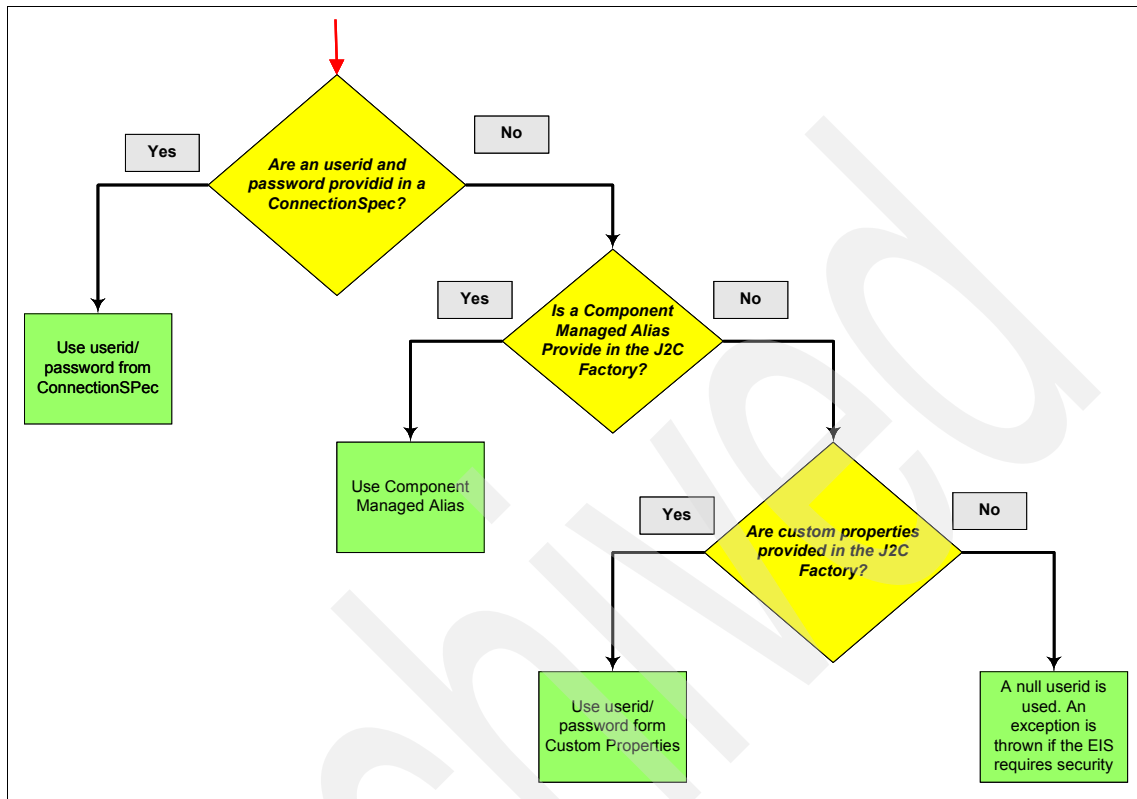 Yes
No
Are an userid and
password providid in a
ConnectionSpec?
Use userid/
password from
ConnectionSPec
Yes
No
Is a Component
Managed Alias
Provide in the J2C
Factory?
Use Component
Managed Alias
Yes
No
Are custom properties
provided in the J2C
Factory?
Use userid/
password form
Custom Properties
A null userid is
used. An
exception is
thrown if the EIS
requires security